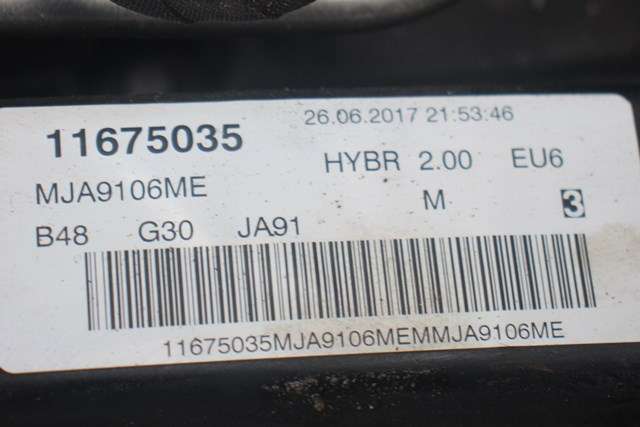 26.06.2017 21:53:46
11675035
HYBR 2.00 EU6
MJA9106ME
M 3
B48 G30 JA91
11675035MJA9106MEMMJA9106ME